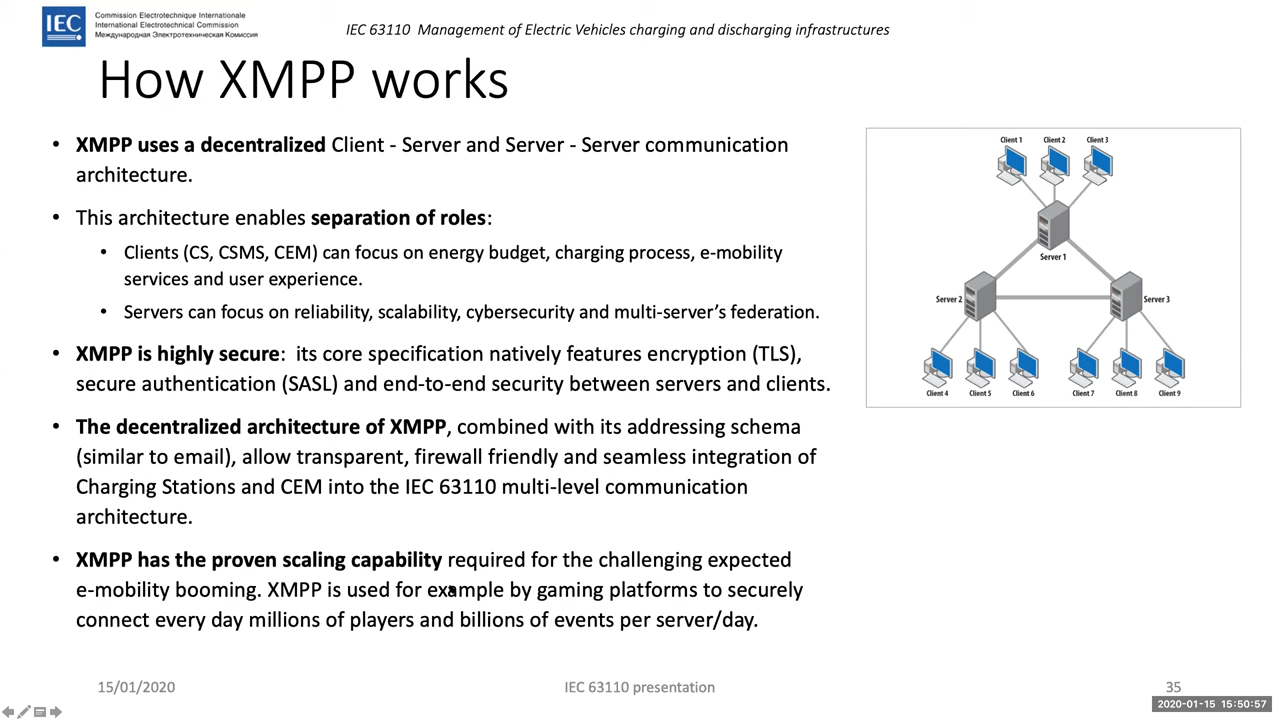 IEC
Commission Electrotechnique Internationale
International Electrotechnical Commission
Международная Электротехническая Комиссия
IEC 63110 Management of Electric Vehicles charging and discharging infrastructures
How XMPP works
• XMPP uses a decentralized Client - Server and Server - Server communication
architecture.
• This architecture enables separation of roles:
• Clients (CS, CSMS, CEM) can focus on energy budget, charging process, e-mobility
services and user experience.
• Servers can focus on reliability, scalability, cybersecurity and multi-server’s federation.
• XMPP is highly secure: its core specification natively features encryption (TLS),
secure authentication (SASL) and end-to-end security between servers and clients.
• The decentralized architecture of XMPP, combined with its addressing schema
(similar to email), allow transparent, firewall friendly and seamless integration of
Charging Stations and CEM into the IEC 63110 multi-level communication
architecture.
• XMPP has the proven scaling capability required for the challenging expected
e-mobility booming. XMPP is used for example by gaming platforms to securely
connect every day millions of players and billions of events per server/day.
Client 1 Client 2 Client 3
Server 1
Server 2 Server 3
Client 4 Client 5 Client 6 Client 7 Client 8 Client 9
15/01/2020 IEC 63110 presentation 35
2020-01-15 15:50:57